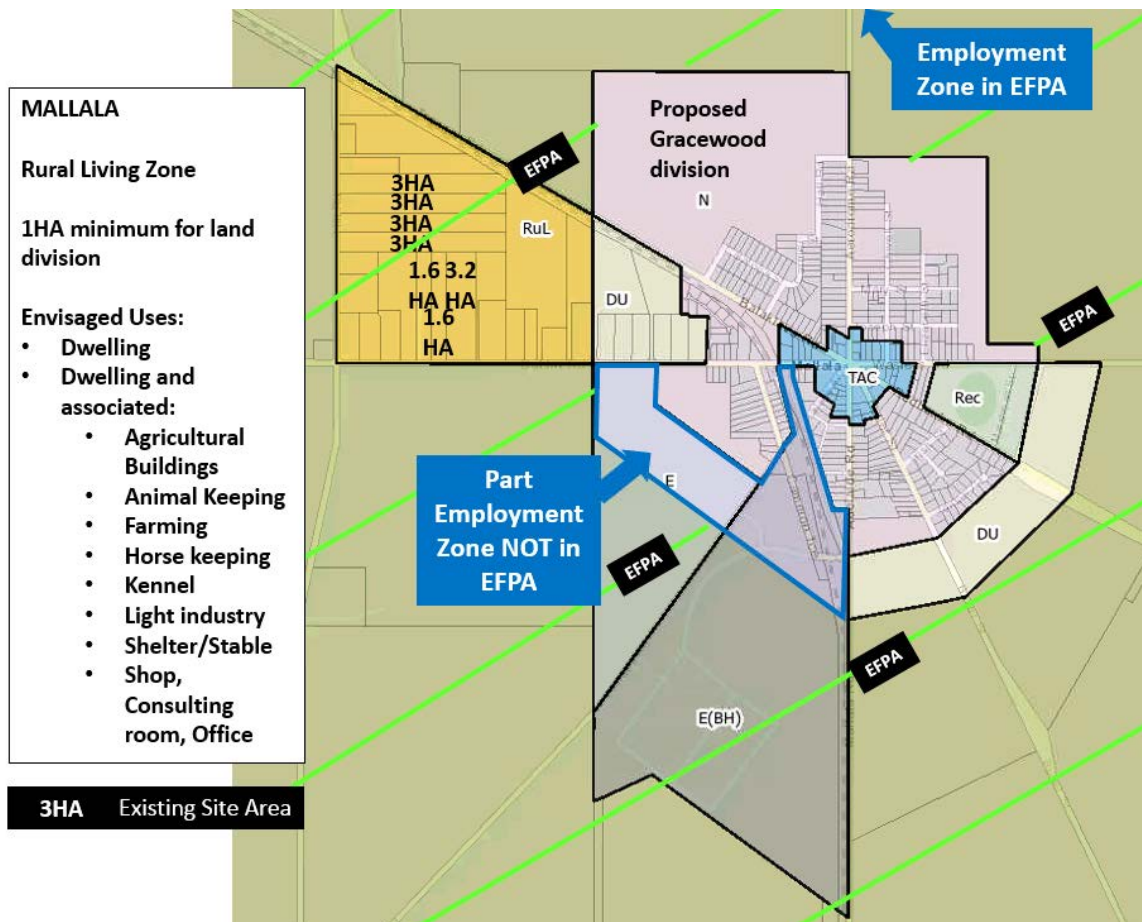 MALLALA
Rural Living Zone
1HA minimum for land
division
Envisaged Uses:
• Dwelling
• Dwelling and
associated:
• Agricultural
Buildings
• Animal Keeping
• Farming
• Horse keeping
• Kennel
• Light industry
• Shelter/Stable
• Shop,
Consulting
room, Office
3HA Existing Site Area
Employment
Zone in EFPA
Proposed
Gracewood
division
N
EFPA
3HA
3HA
3HA
3HA
RuL
1.6 3.2
HA HA
1.6
HA
DU
EFPA
TAC
Rec
Part
Employment
Zone NOT in
EFPA
E
DU
EFPA
EFPA
E(BH)